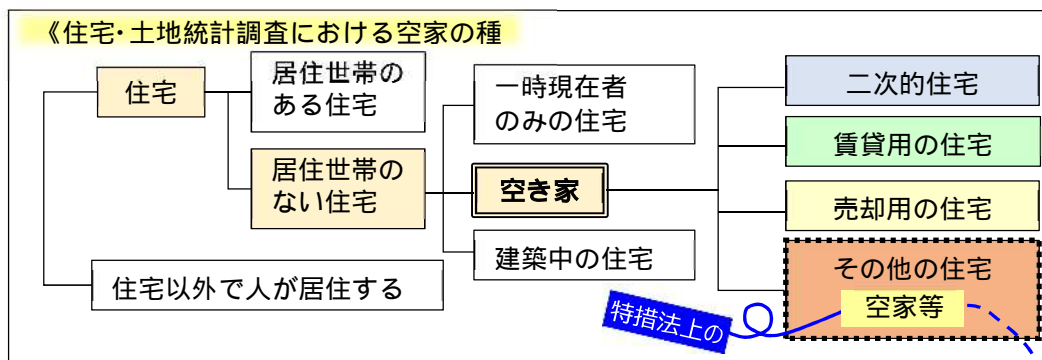 《住宅・土地統計調査における空家の種
住宅
居住世帯の
ある住宅
居住世帯の
ない住宅
住宅以外で人が居住する
一時現在者
のみの住宅
空き家
建築中の住宅
二次的住宅
賃貸用の住宅
売却用の住宅
その他の住宅
空家等
特措法上の